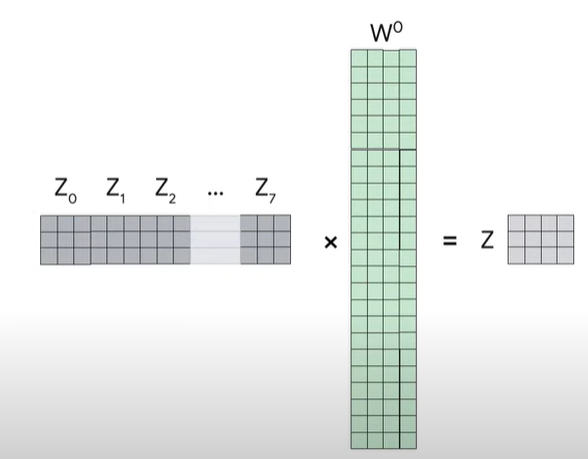 W⁰
Z₀ Z₁ Z₂ ... Z₇
× = Z